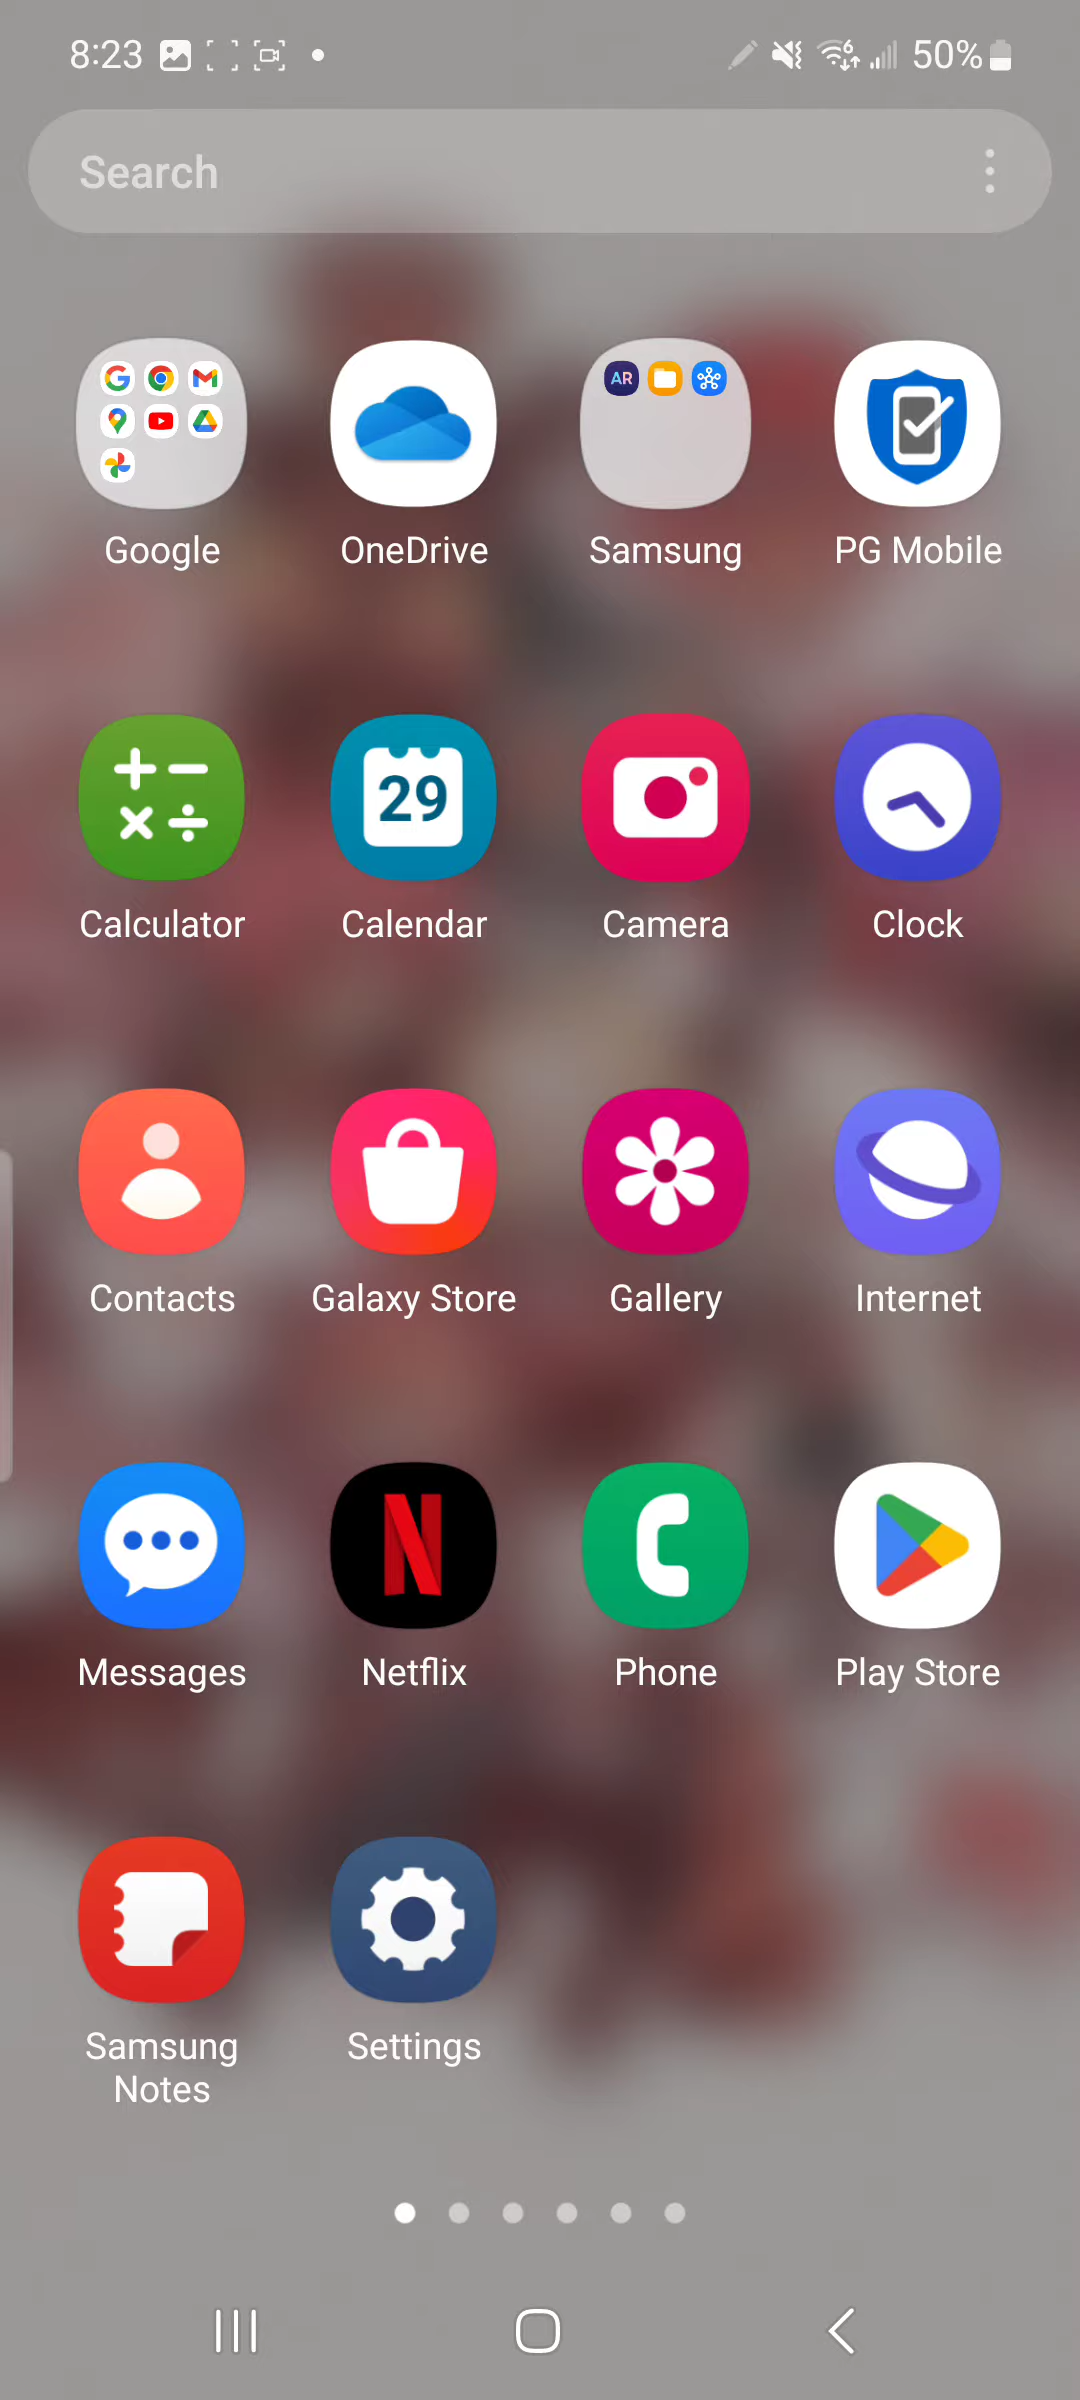 8:23 50%
Search
AR
Google OneDrive Samsung PG Mobile
29
Calculator Calendar Camera Clock
Contacts Galaxy Store Gallery Internet
Messages Netflix Phone Play Store
Samsung Settings
Notes